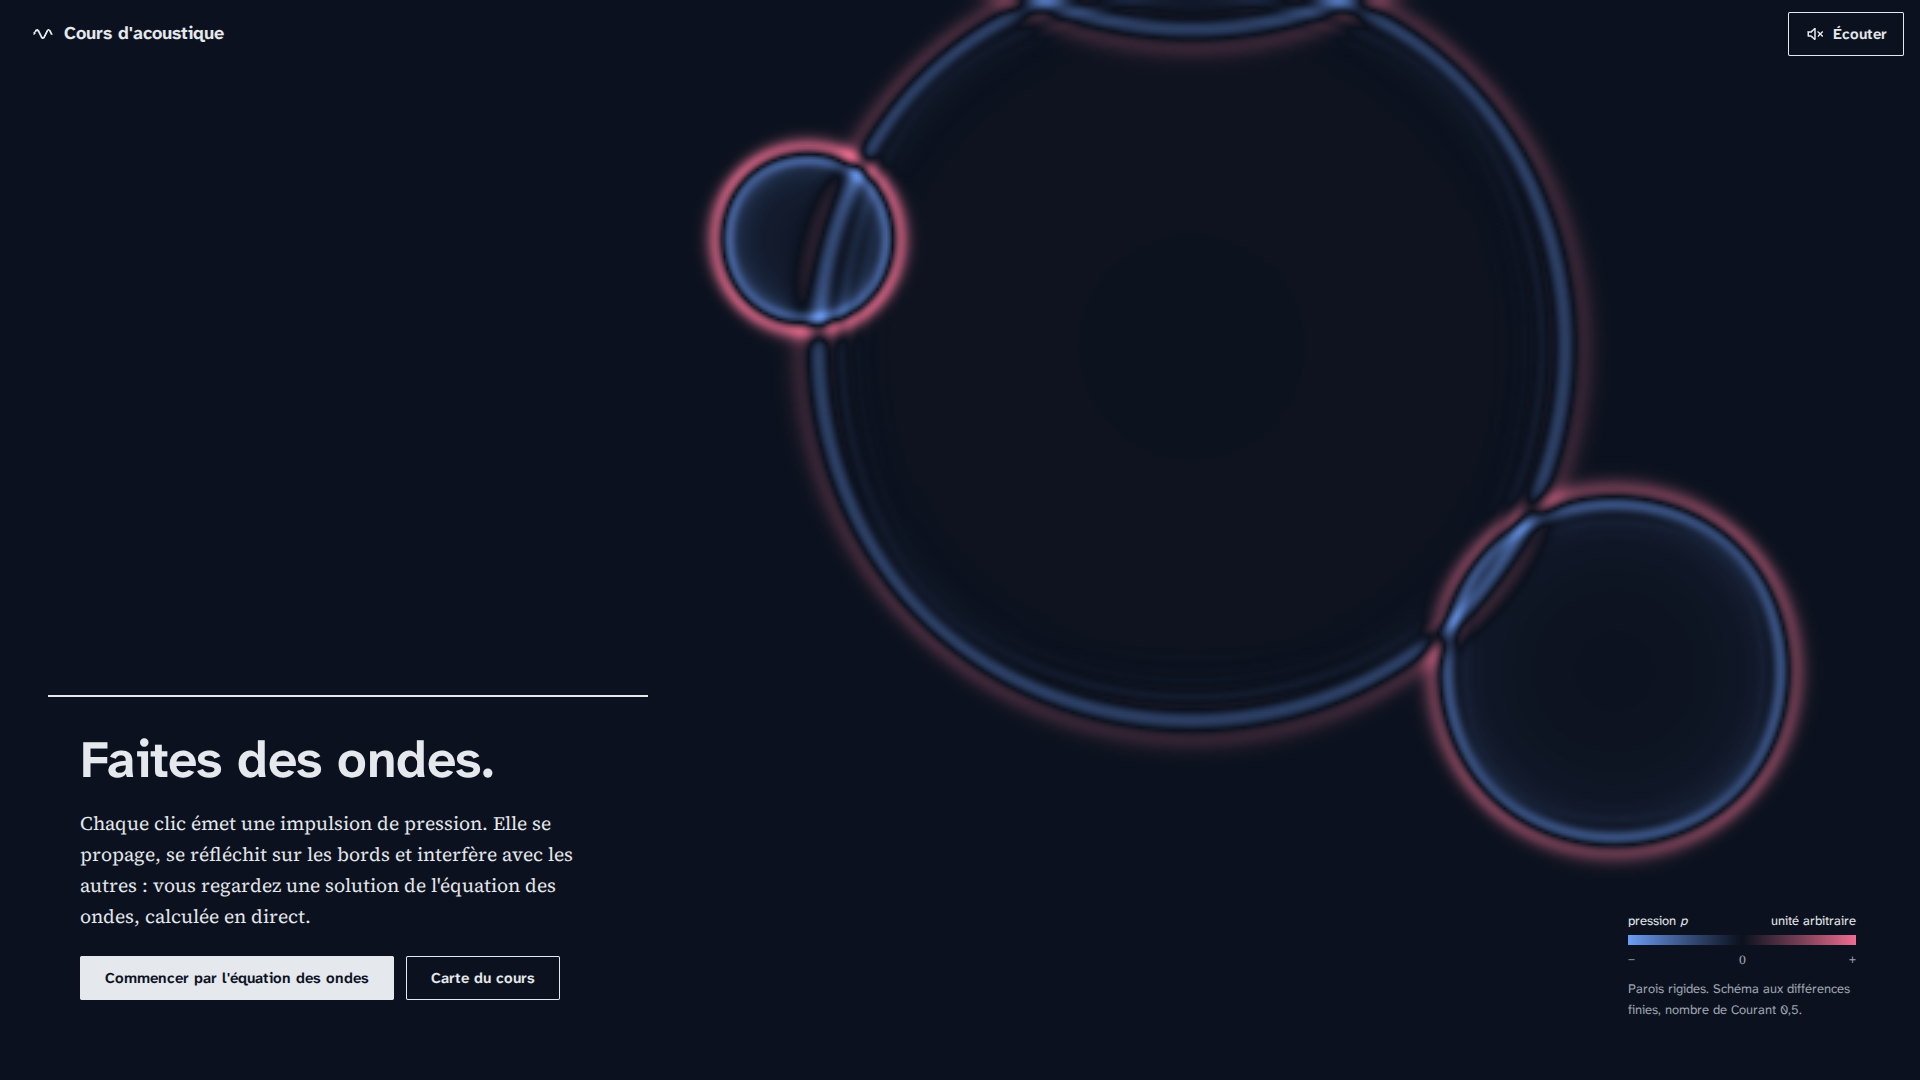 Cours d'acoustique
Écouter
Faites des ondes.
Chaque clic émet une impulsion de pression. Elle se
propage, se réfléchit sur les bords et interfère avec les
autres : vous regardez une solution de l'équation des
ondes, calculée en direct.
Commencer par l'équation des ondes
Carte du cours
pression p
unité arbitraire
− 0 +
Parois rigides. Schéma aux différences
finies, nombre de Courant 0,5.